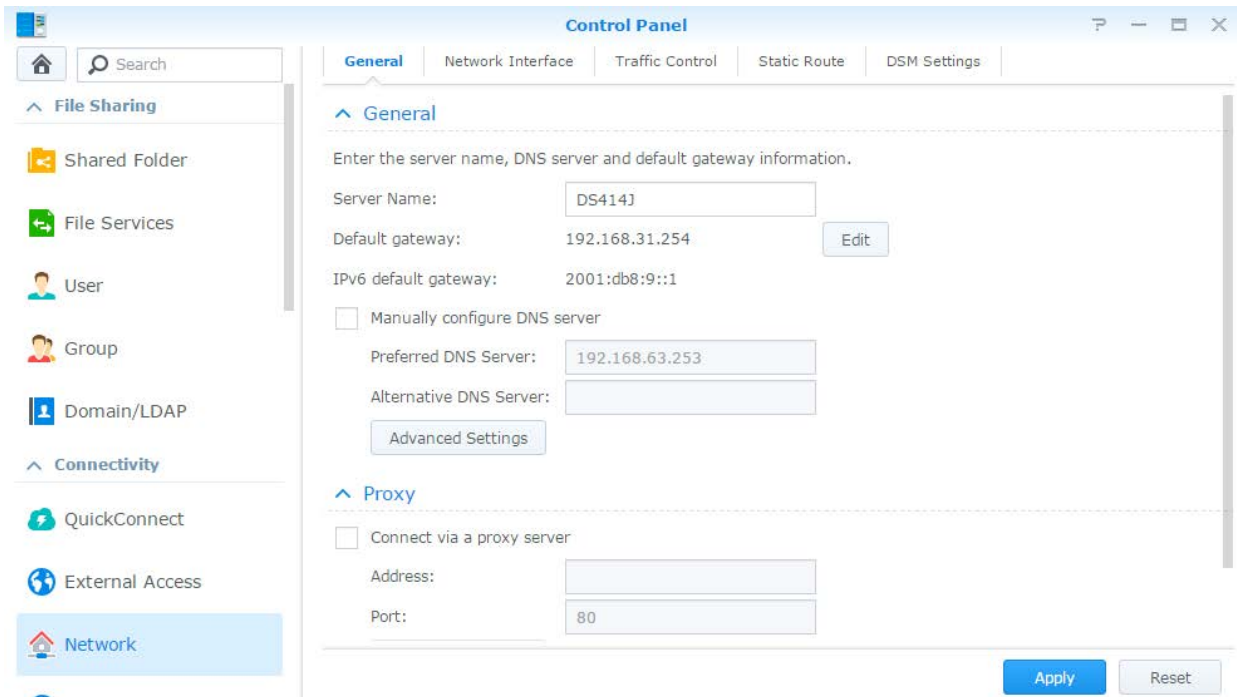 Control Panel
Search
General Network Interface Traffic Control Static Route DSM Settings
File Sharing
Shared Folder
File Services
User
Group
Domain/LDAP
Connectivity
QuickConnect
External Access
Network
General
Enter the server name, DNS server and default gateway information.
Server Name: DS414J
Default gateway: 192.168.31.254 Edit
IPv6 default gateway: 2001:db8:9::1
Manually configure DNS server
Preferred DNS Server: 192.168.63.253
Alternative DNS Server:
Advanced Settings
Proxy
Connect via a proxy server
Address:
Port: 80
Apply Reset